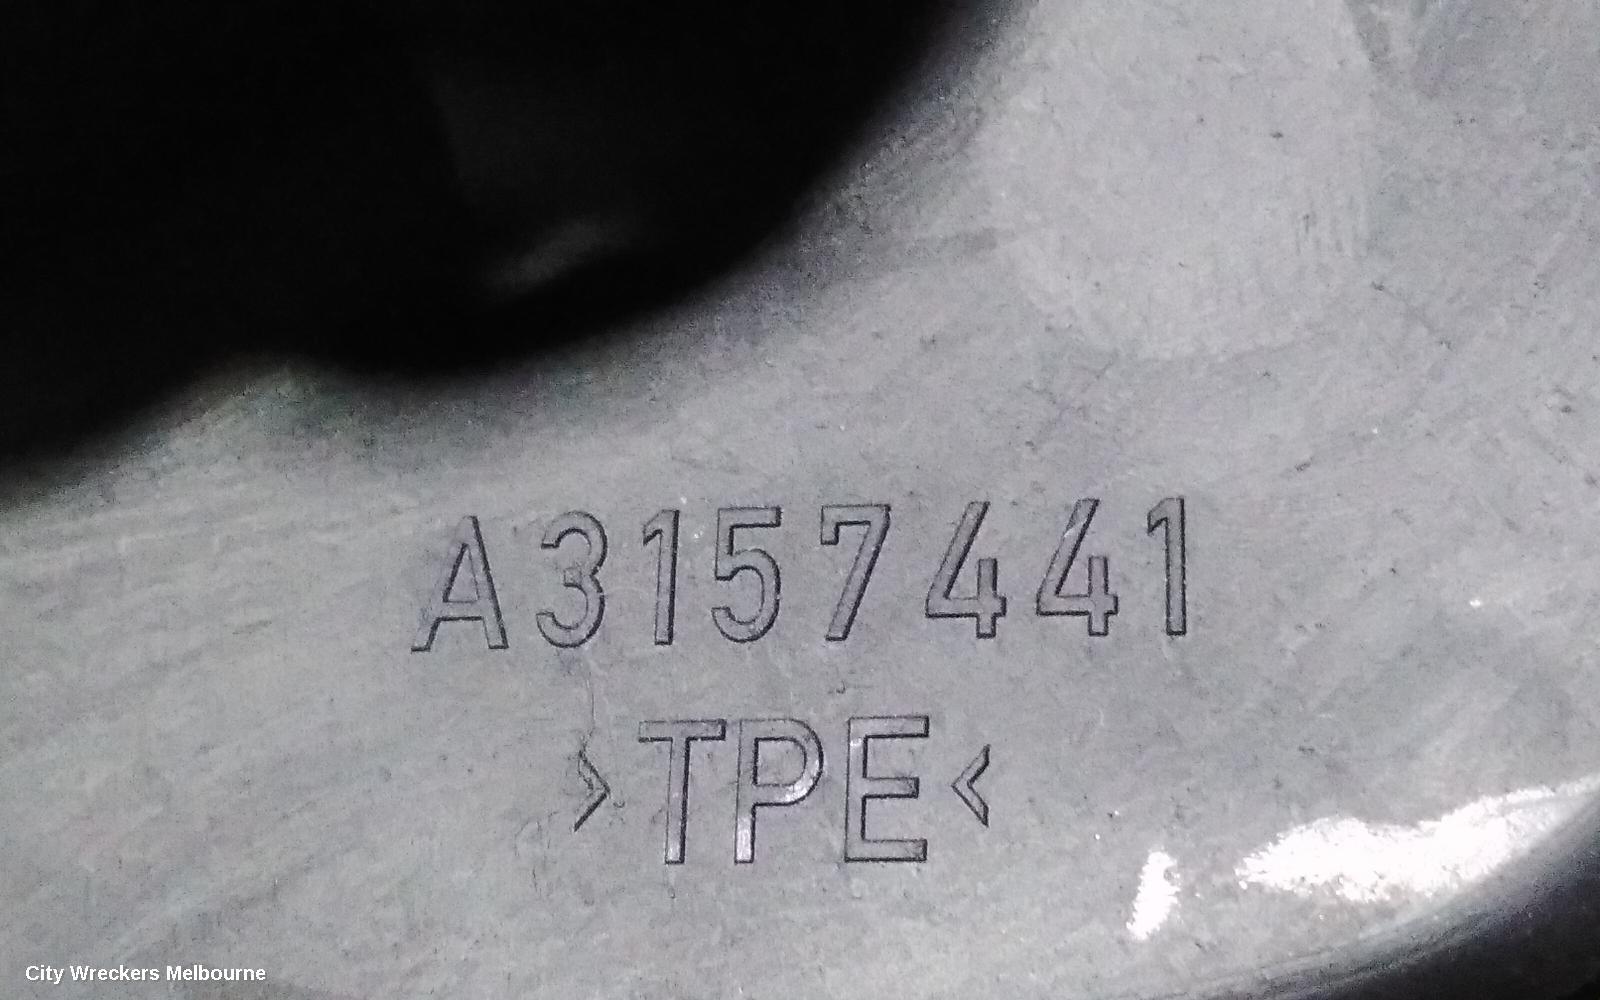 A3157441
>TPE<
City Wreckers Melbourne